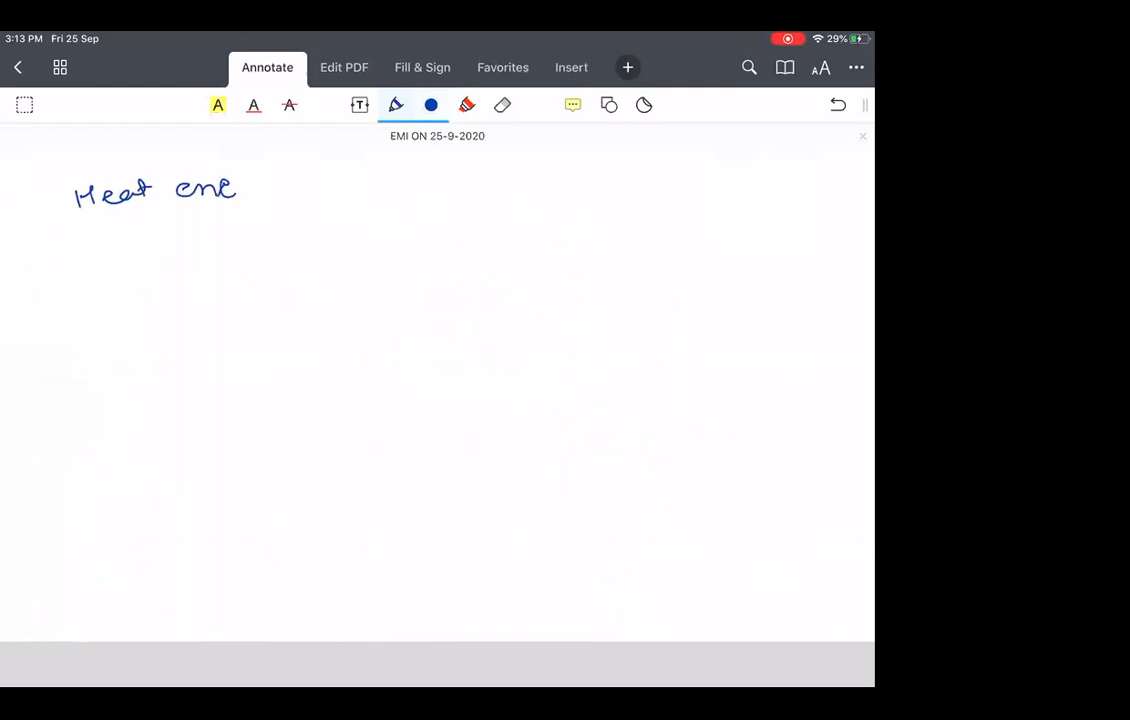 3:13 PM Fri 25 Sep 29%
Annotate Edit PDF Fill & Sign Favorites Insert
A A A T AA
EMI ON 25-9-2020
Heat ene